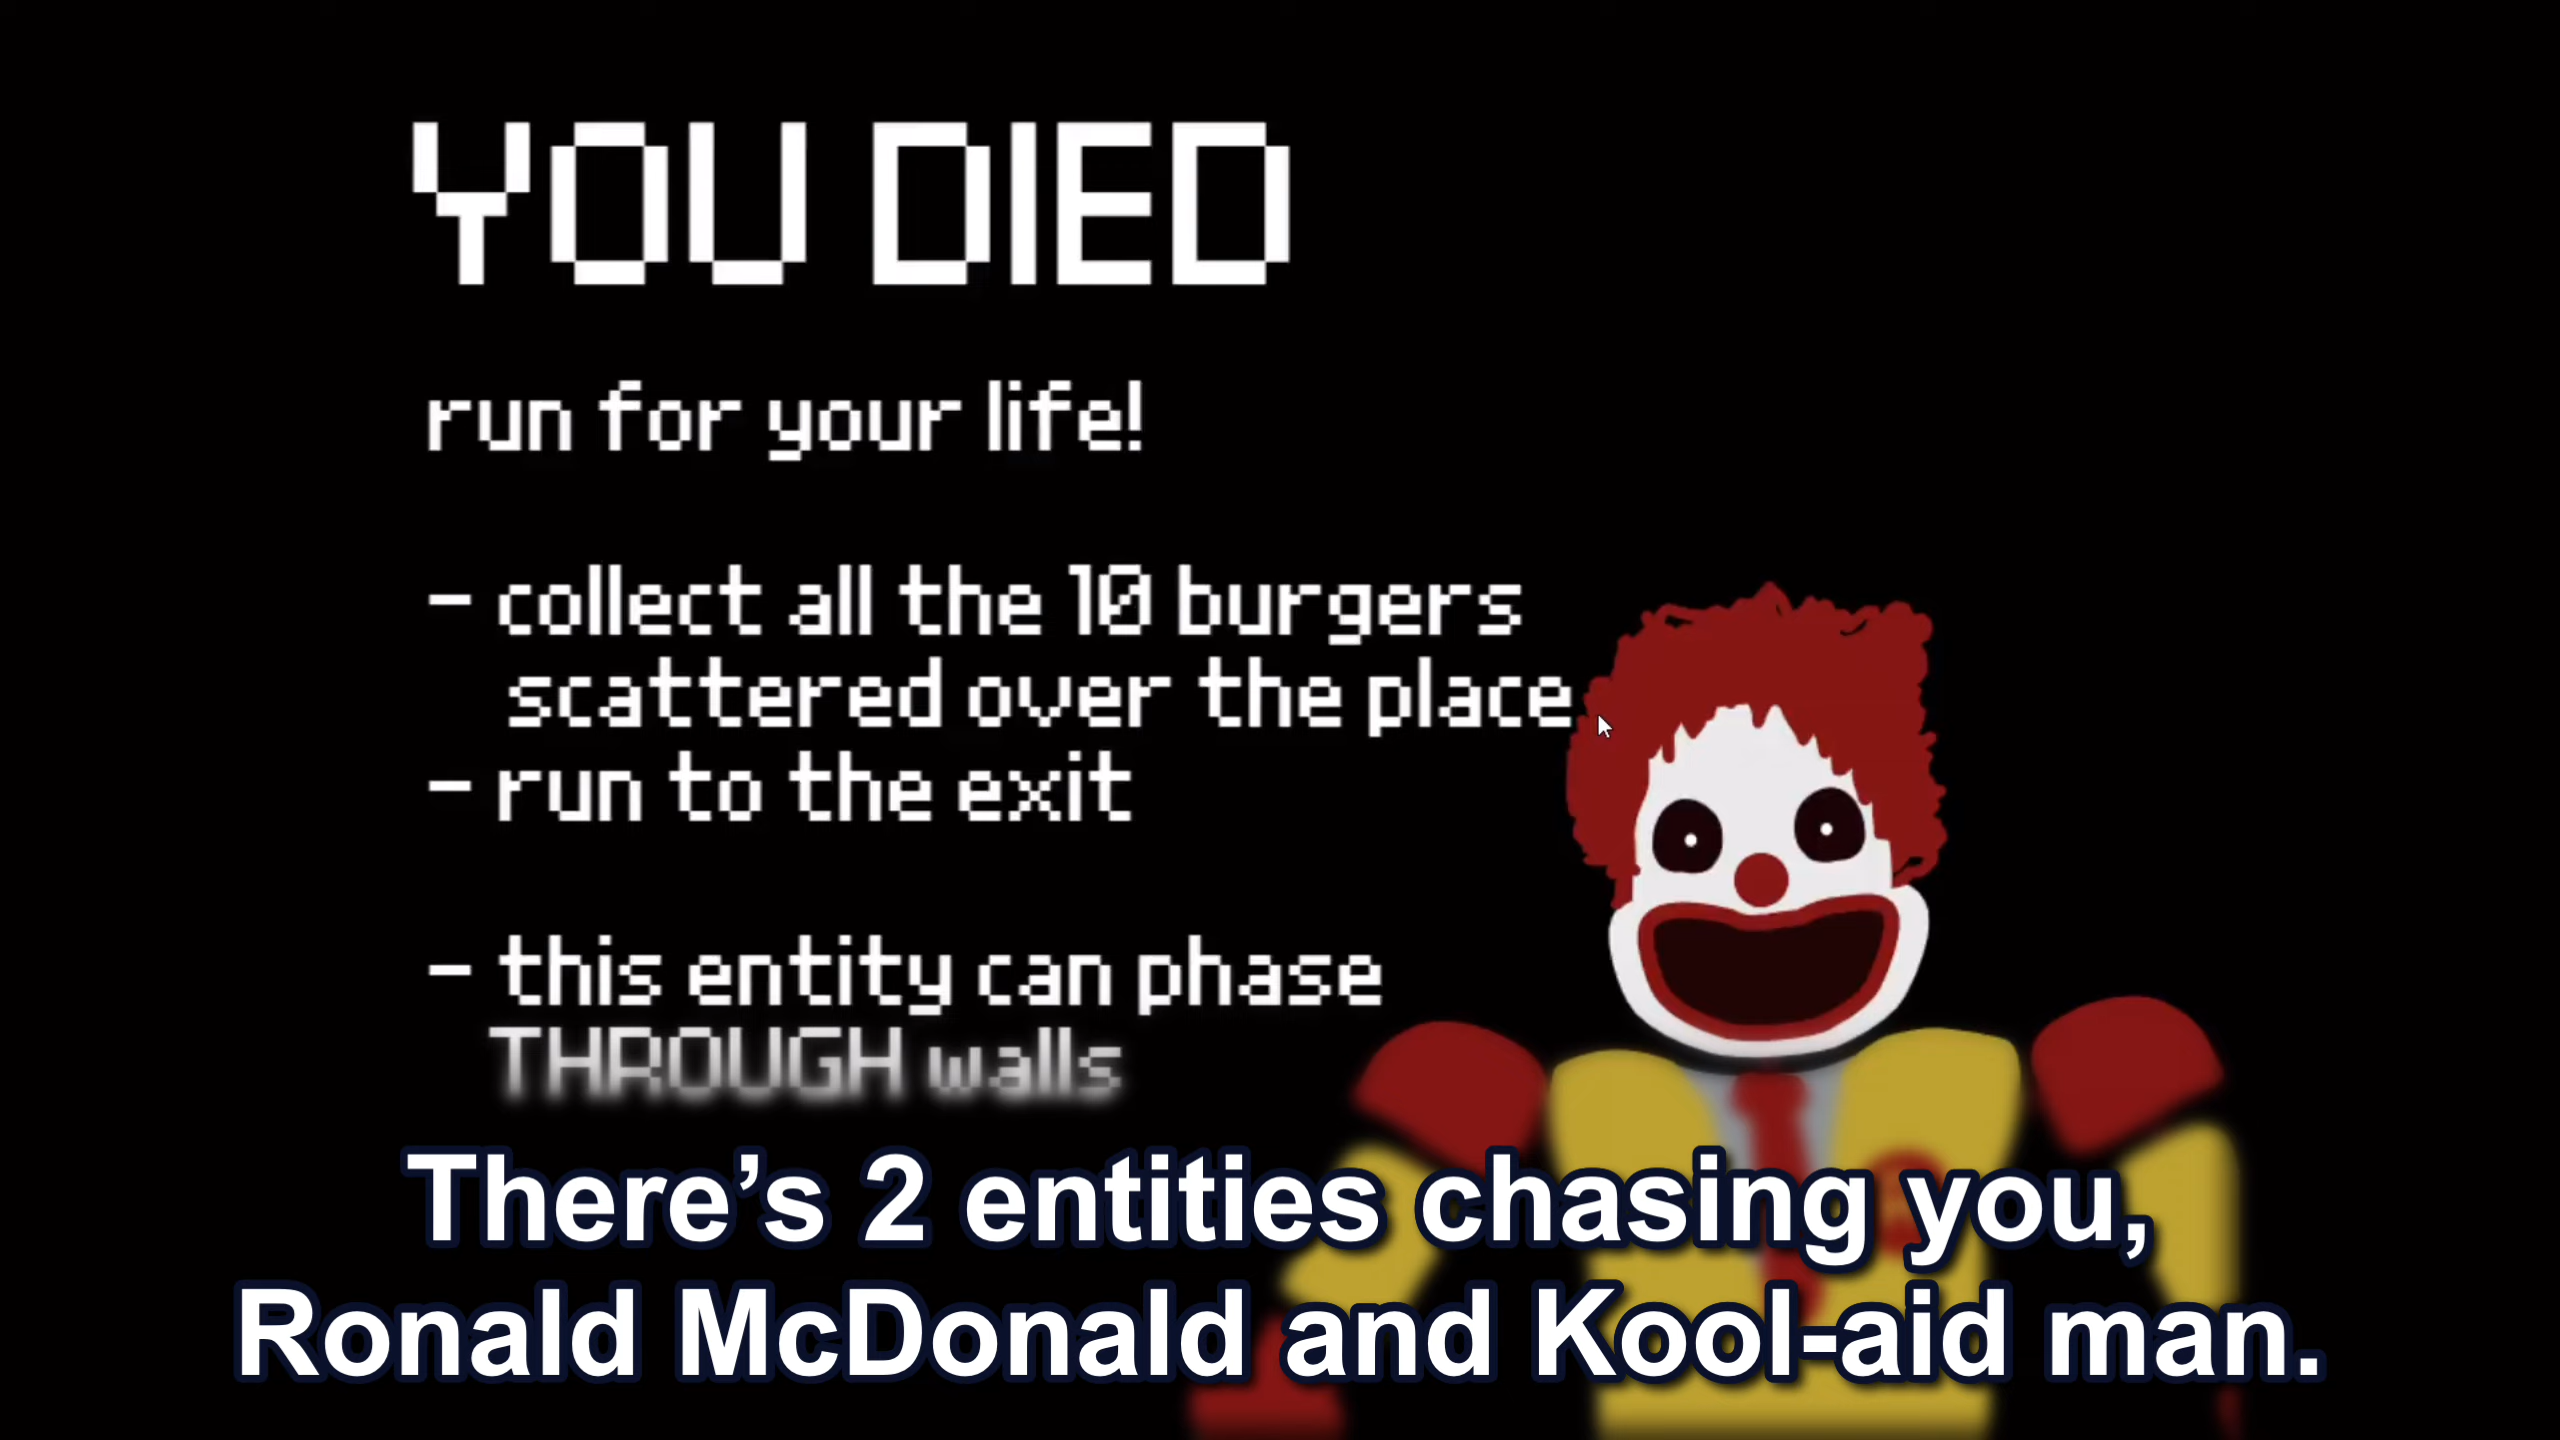 YOU DIED
run for your life!
- collect all the 10 burgers
scattered over the place
- run to the exit
- this entity can phase
THROUGH walls
There’s 2 entities chasing you,
Ronald McDonald and Kool-aid man.